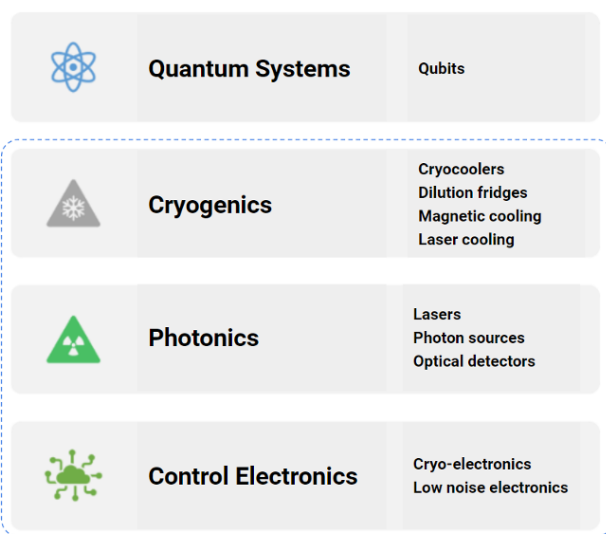 Quantum Systems
Qubits
Cryogenics
Cryocoolers
Dilution fridges
Magnetic cooling
Laser cooling
Photonics
Lasers
Photon sources
Optical detectors
Control Electronics
Cryo-electronics
Low noise electronics